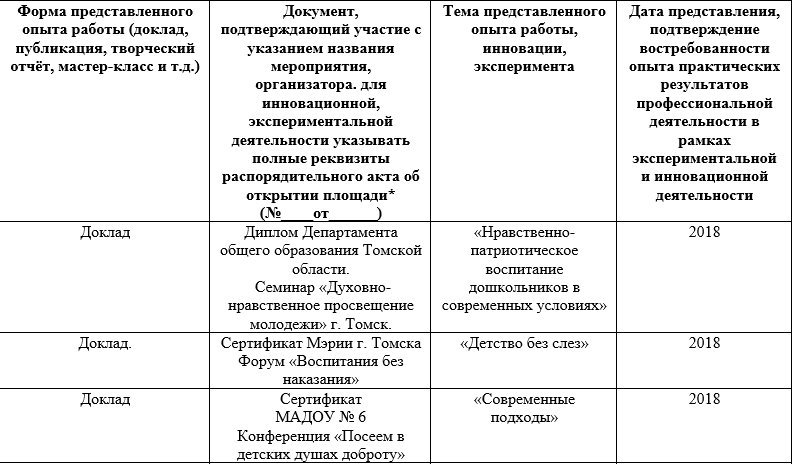 Форма представленного
опыта работы (доклад,
публикация, творческий
отчёт, мастер-класс и т.д.)
Документ,
подтверждающий участие с
указанием названия
мероприятия,
организатора. для
инновационной,
экспериментальной
деятельности указывать
полные реквизиты
распорядительного акта об
открытии площади*
(№____от______)
Тема представленного
опыта работы,
инновации,
эксперимента
Дата представления,
подтверждение
востребованности
опыта практических
результатов
профессиональной
деятельности в
рамках
экспериментальной
и инновационной
деятельности
Доклад
Диплом Департамента
общего образования Томской
области.
Семинар «Духовно-
нравственное просвещение
молодежи» г. Томск.
«Нравственно-
патриотическое
воспитание
дошкольников в
современных условиях»
2018
Доклад.
Сертификат Мэрии г. Томска
Форум «Воспитания без
наказания»
«Детство без слез»
2018
Доклад
Сертификат
МАДОУ № 6
Конференция «Посеем в
детских душах доброту»
«Современные
подходы»
2018